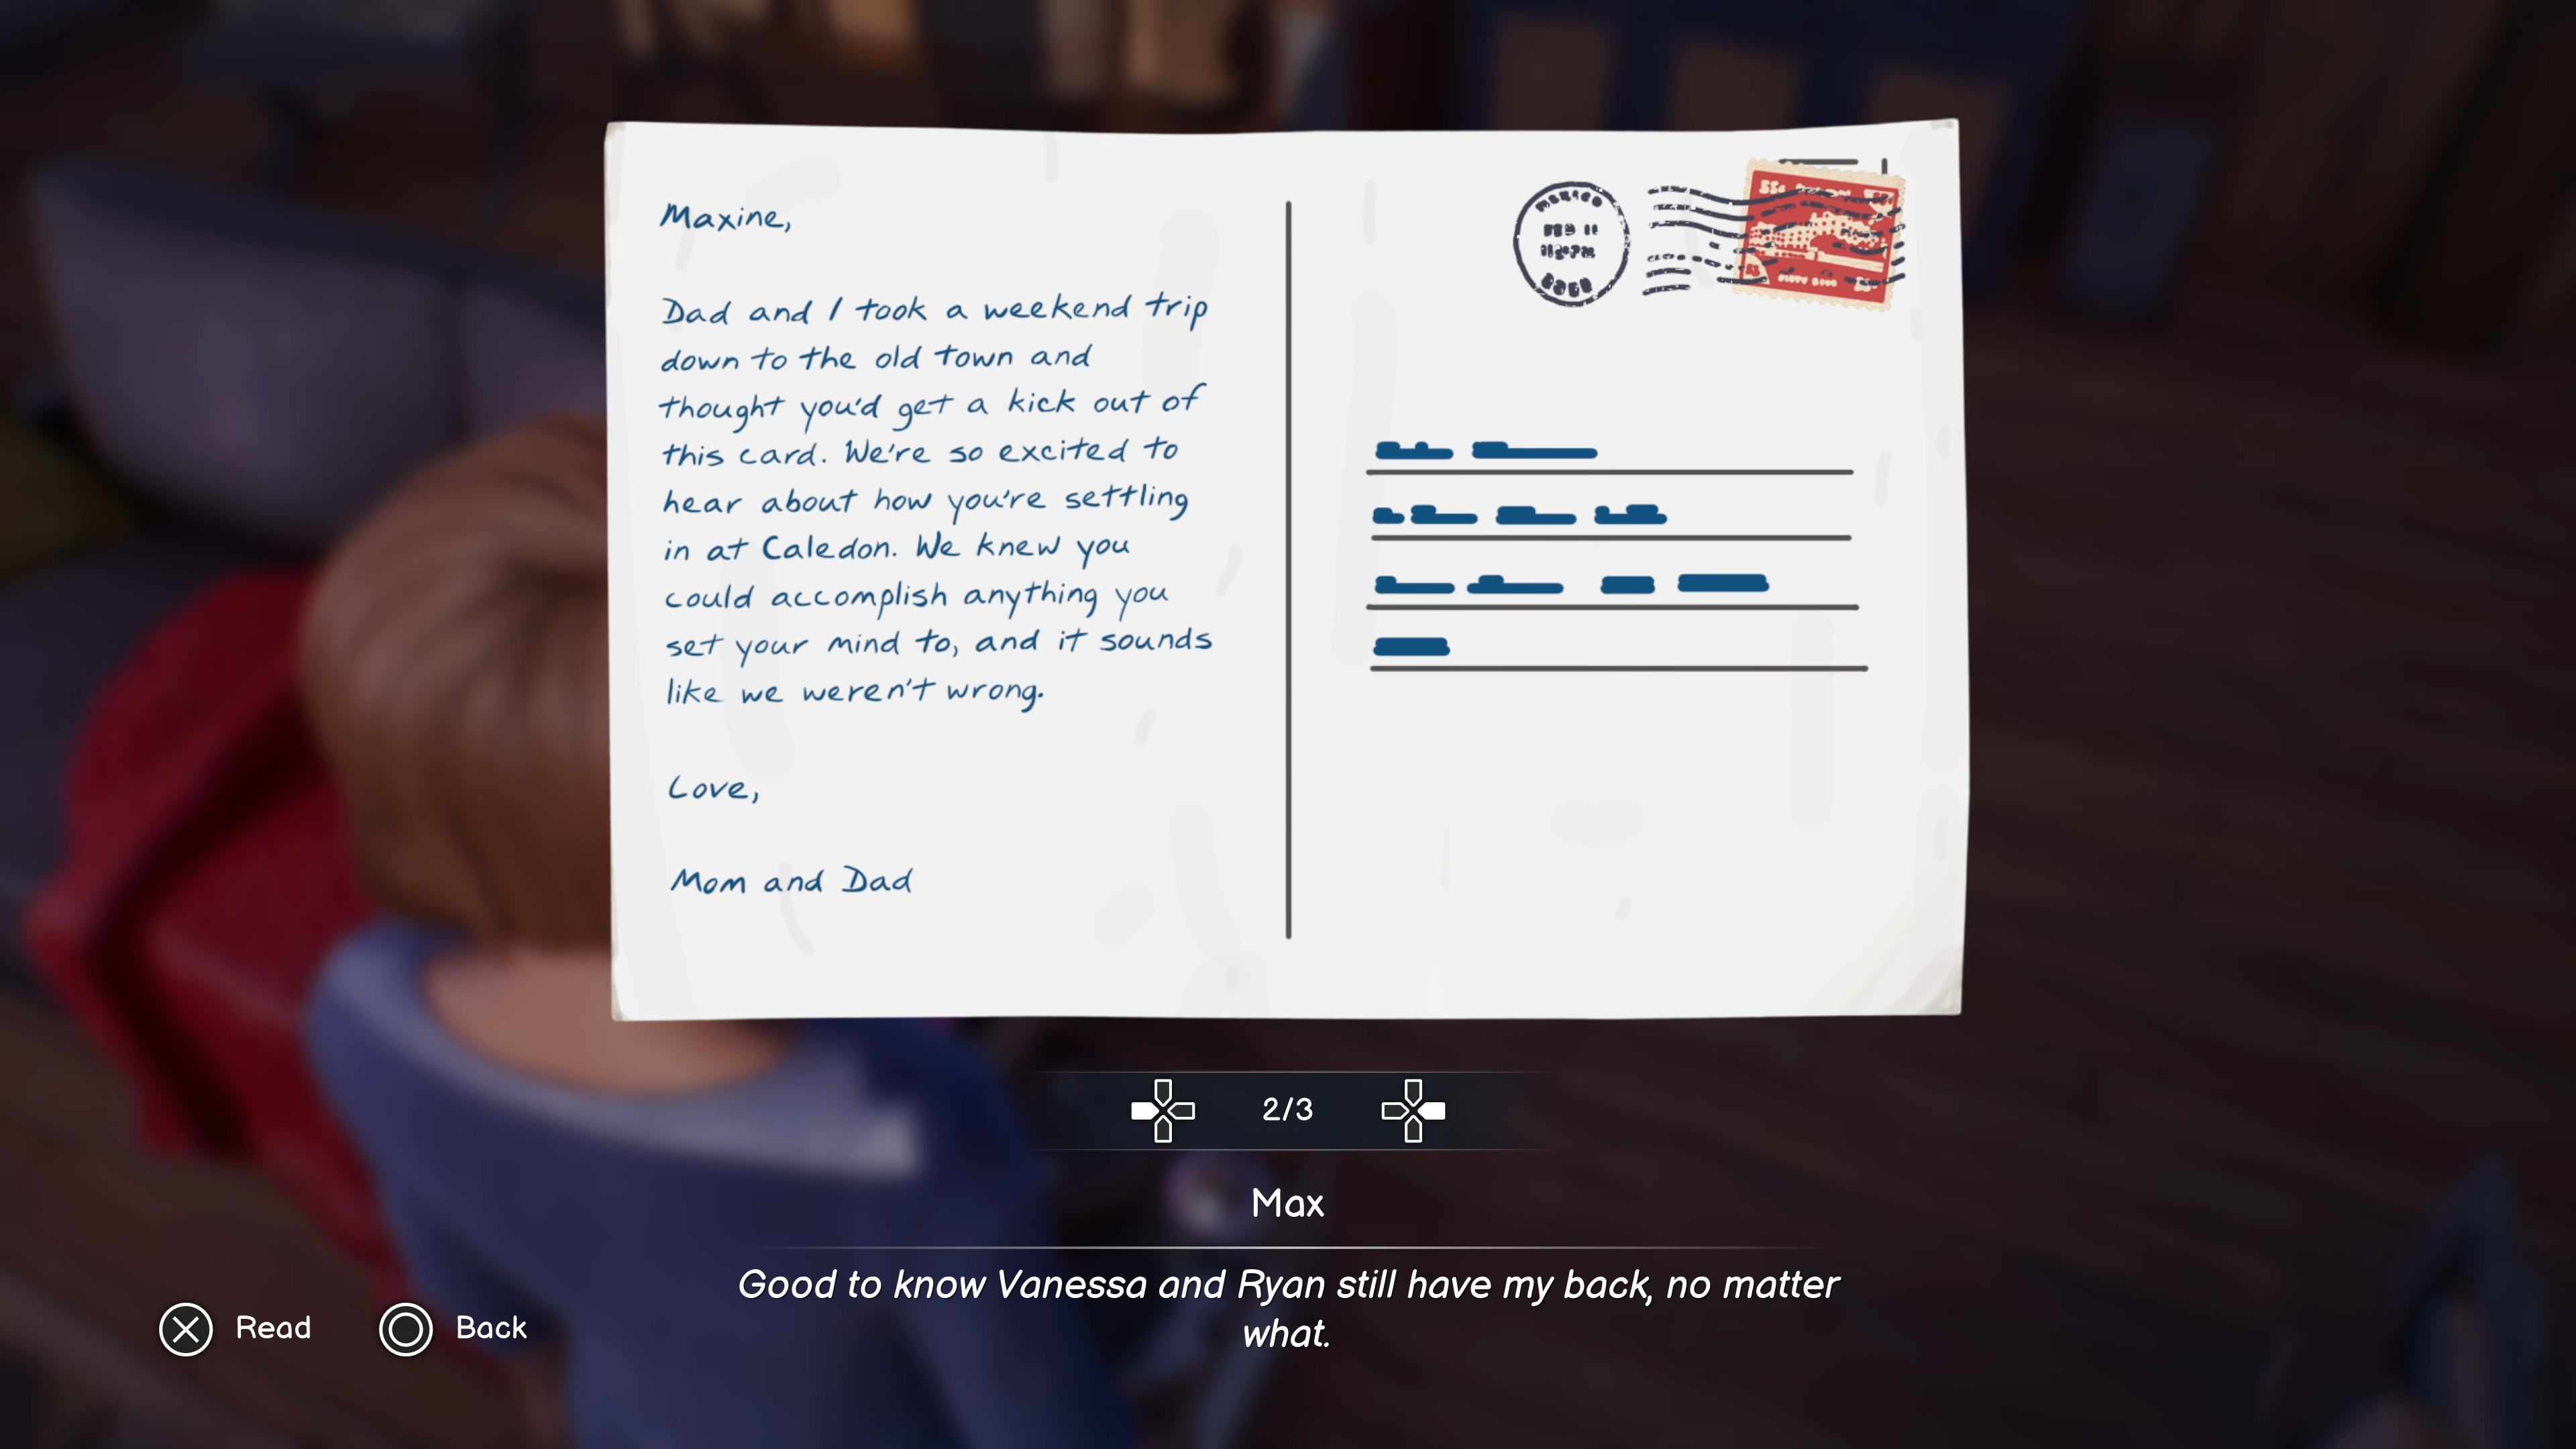 Maxine,
Dad and I took a weekend trip
down to the old town and
thought you'd get a kick out of
this card. We're so excited to
hear about how you're settling
in at Caledon. We knew you
could accomplish anything you
set your mind to, and it sounds
like we weren't wrong.
Love,
Mom and Dad
55c
2/3
Max
Good to know Vanessa and Ryan still have my back, no matter
what.
Read Back